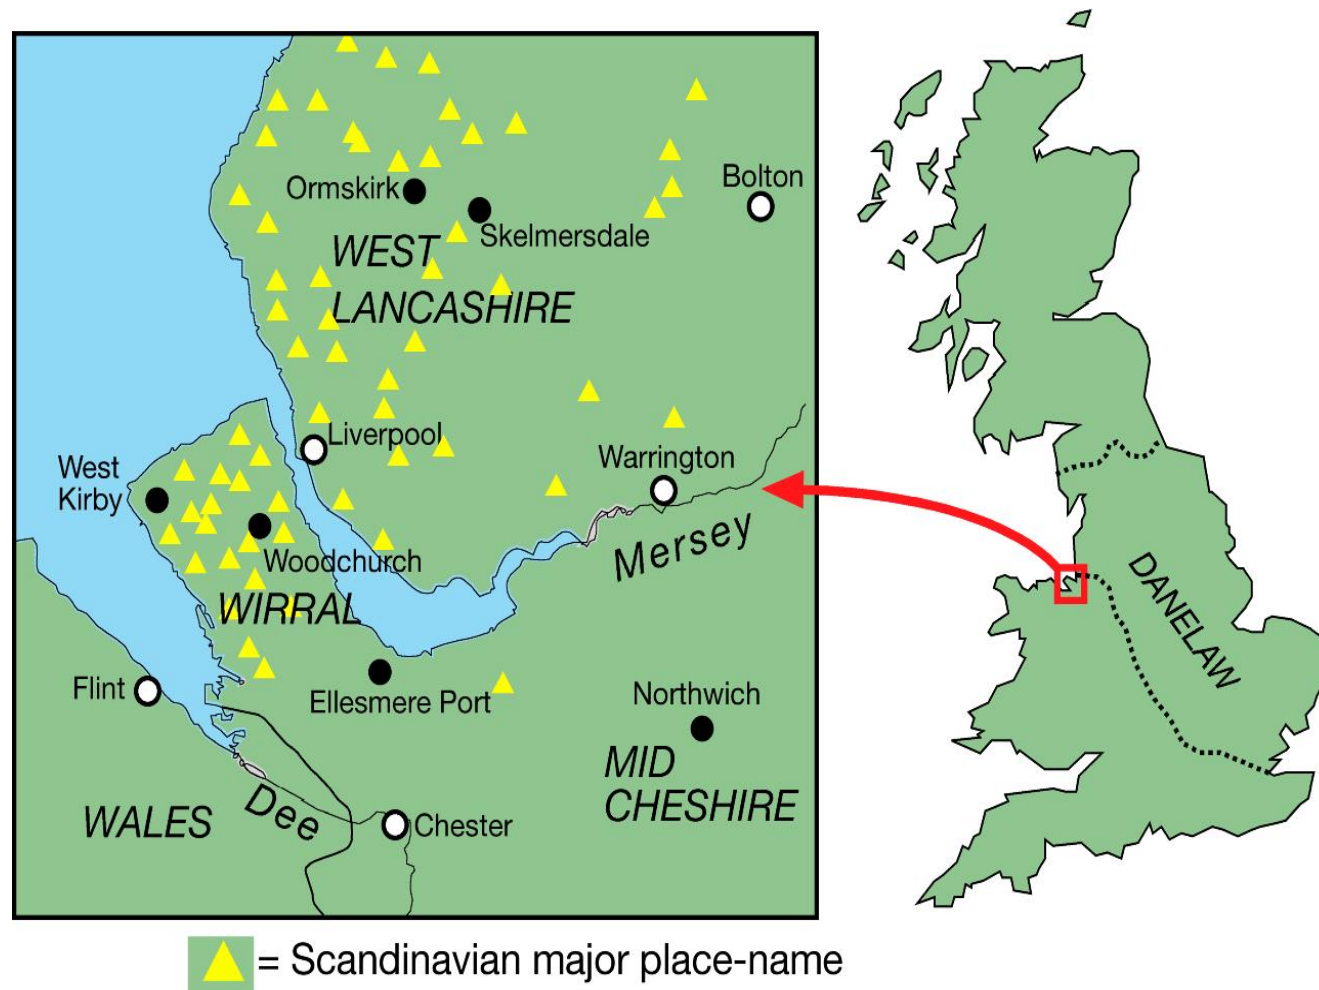 Bolton
Ormskirk
Skelmersdale
WEST
LANCASHIRE
Liverpool
Warrington
West
Kirby
Mersey
Woodchurch
WIRRAL
Flint
Ellesmere Port
Northwich
MID
CHESHIRE
WALES
Dee
Chester
DANELAW
= Scandinavian major place-name